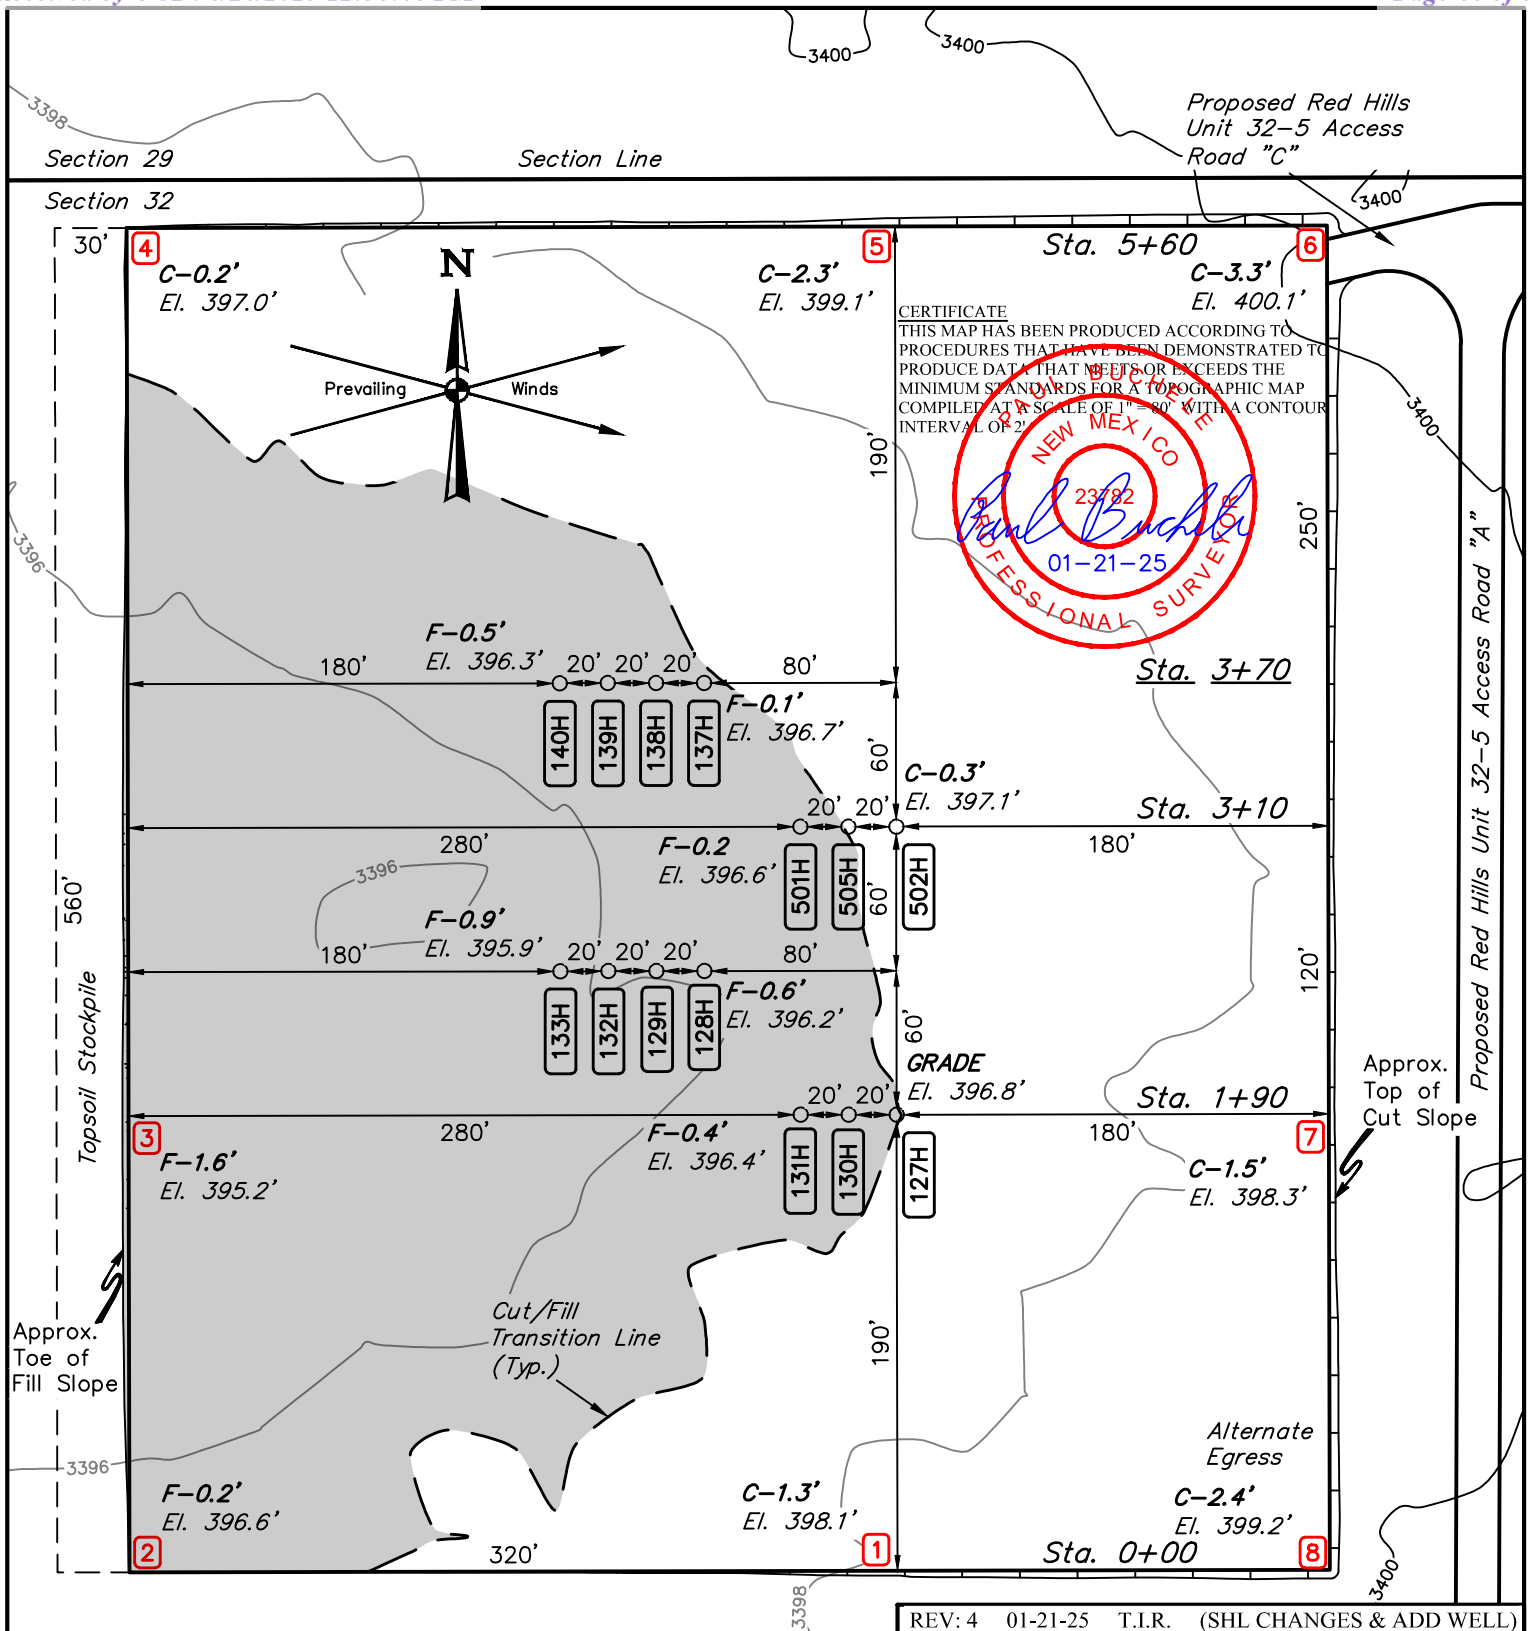 3400
3400
3398
Proposed Red Hills
Unit 32-5 Access
Road "C"
Section 29
Section Line
Section 32
3400
30'
4
5
Sta. 5+60
6
C-0.2'
El. 397.0'
N
C-2.3'
El. 399.1'
C-3.3'
El. 400.1'
CERTIFICATE
THIS MAP HAS BEEN PRODUCED ACCORDING TO
PROCEDURES THAT HAVE BEEN DEMONSTRATED TO
PRODUCE DATA THAT MEETS OR EXCEEDS THE
MINIMUM STANDARDS FOR A TOPOGRAPHIC MAP
COMPILED AT A SCALE OF 1" = 80' WITH A CONTOUR
INTERVAL OF 2'.
Prevailing
Winds
PAUL BUCHELE
NEW MEXICO
23782
Paul Buchele
01-21-25
PROFESSIONAL SURVEYOR
3400
190'
250'
3396
Proposed Red Hills Unit 32-5 Access Road "A"
F-0.5'
El. 396.3'
180'
20'
20'
20'
80'
Sta. 3+70
F-0.1'
El. 396.7'
140H
139H
138H
137H
60'
C-0.3'
El. 397.1'
20'
20'
Sta. 3+10
280'
F-0.2
El. 396.6'
180'
3396
501H
505H
502H
60'
560'
F-0.9'
El. 395.9'
180'
20'
20'
20'
80'
120'
F-0.6'
El. 396.2'
133H
132H
129H
128H
60'
Topsoil Stockpile
GRADE
El. 396.8'
Approx.
Top of
Cut Slope
20'
20'
Sta. 1+90
3
280'
F-0.4'
El. 396.4'
180'
7
F-1.6'
El. 395.2'
131H
130H
127H
C-1.5'
El. 398.3'
Cut/Fill
Transition Line
(Typ.)
Approx.
Toe of
Fill Slope
190'
Alternate
Egress
3396
F-0.2'
El. 396.6'
C-1.3'
El. 398.1'
C-2.4'
El. 399.2'
2
320'
1
Sta. 0+00
8
3400
3398
REV: 4 01-21-25 T.I.R. (SHL CHANGES & ADD WELL)